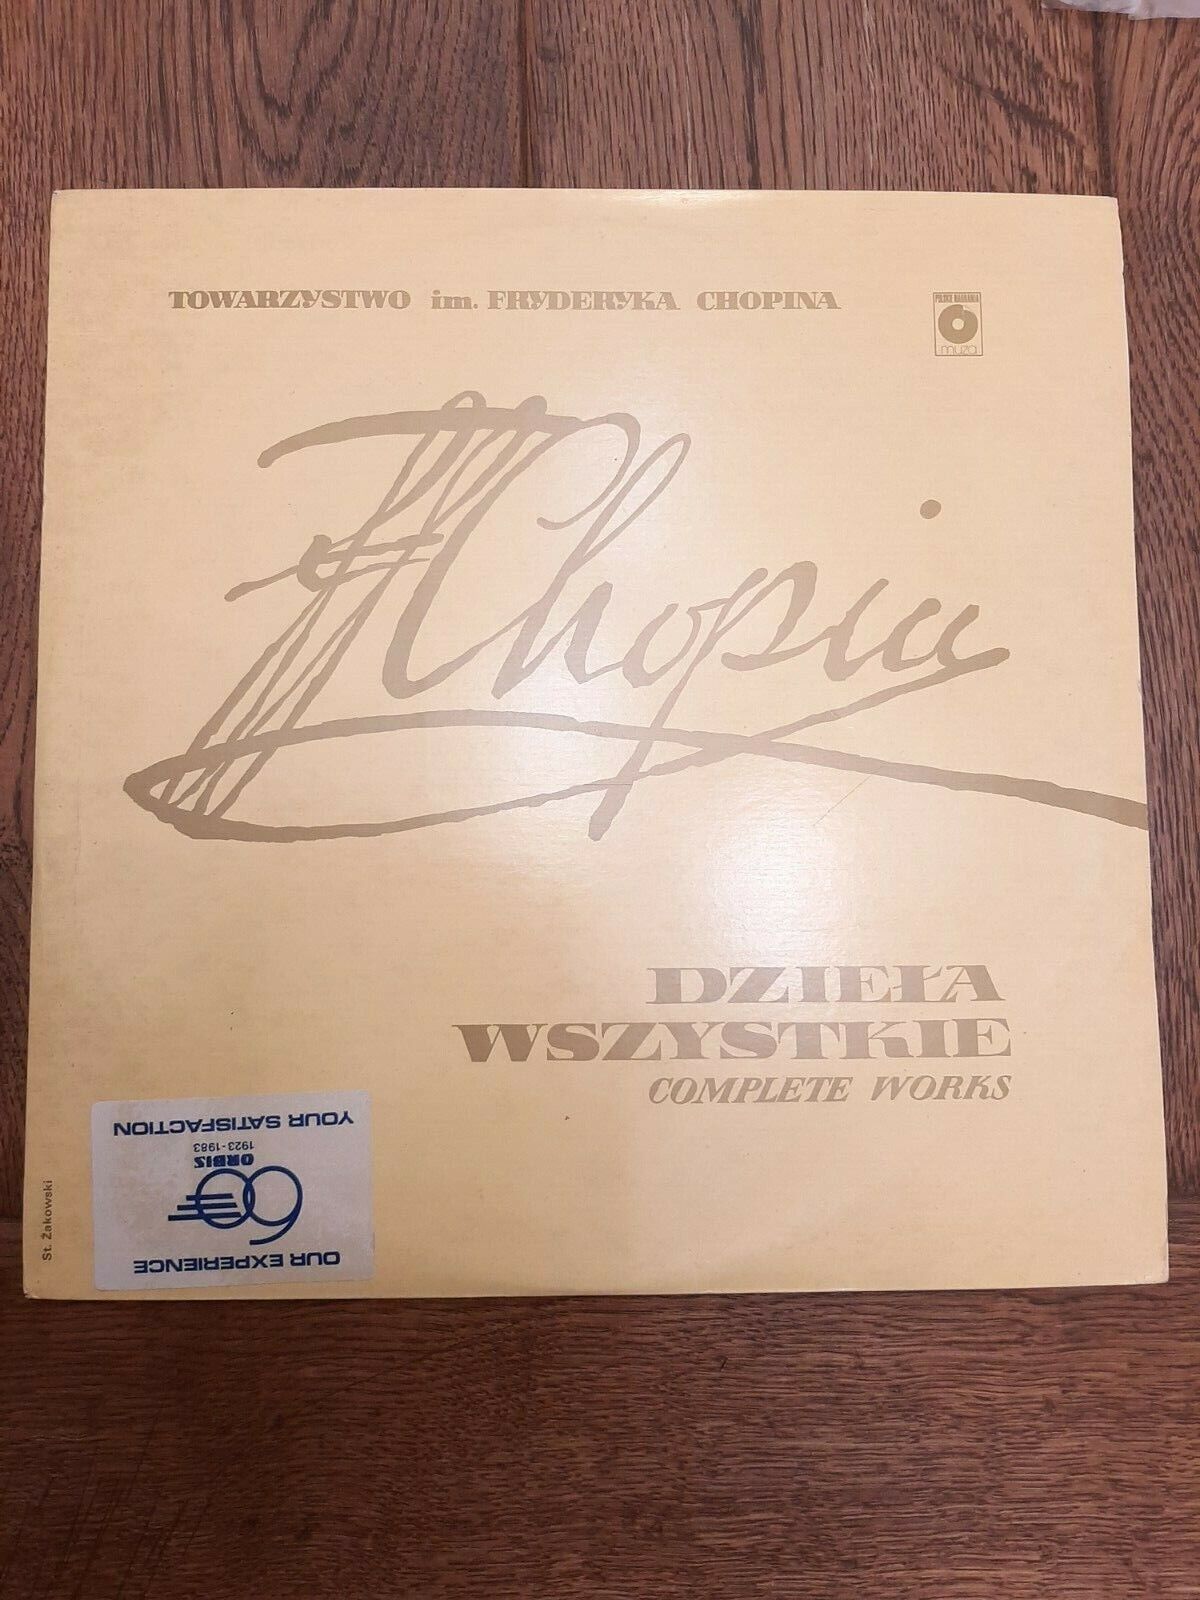 TOWARZYSTWO im. FRYDERYKA CHOPINA
POLSKIE NAGRANIA
muza
FChopin
DZIEŁA
WSZYSTKIE
COMPLETE WORKS
St. Żakowski
OUR EXPERIENCE
60
ORBIS
1923-1983
YOUR SATISFACTION